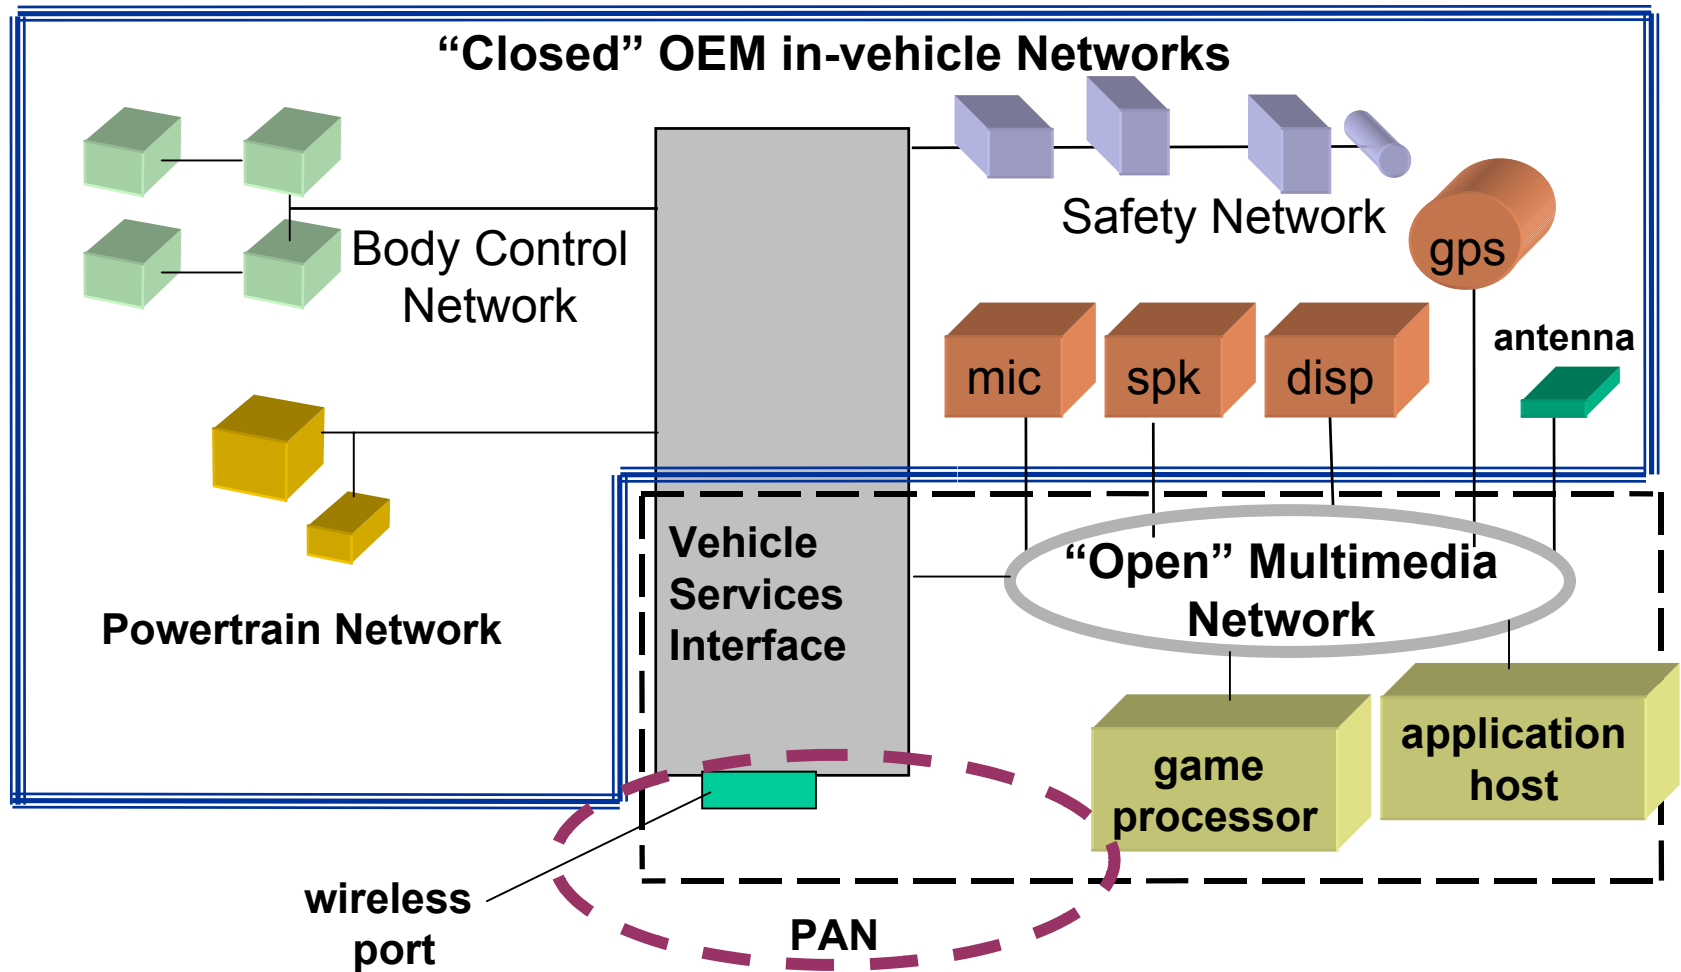 “Closed” OEM in-vehicle Networks
Body Control
Network
Safety Network
gps
mic
spk
disp
antenna
Powertrain Network
Vehicle
Services
Interface
“Open” Multimedia
Network
game
processor
application
host
wireless
port
PAN